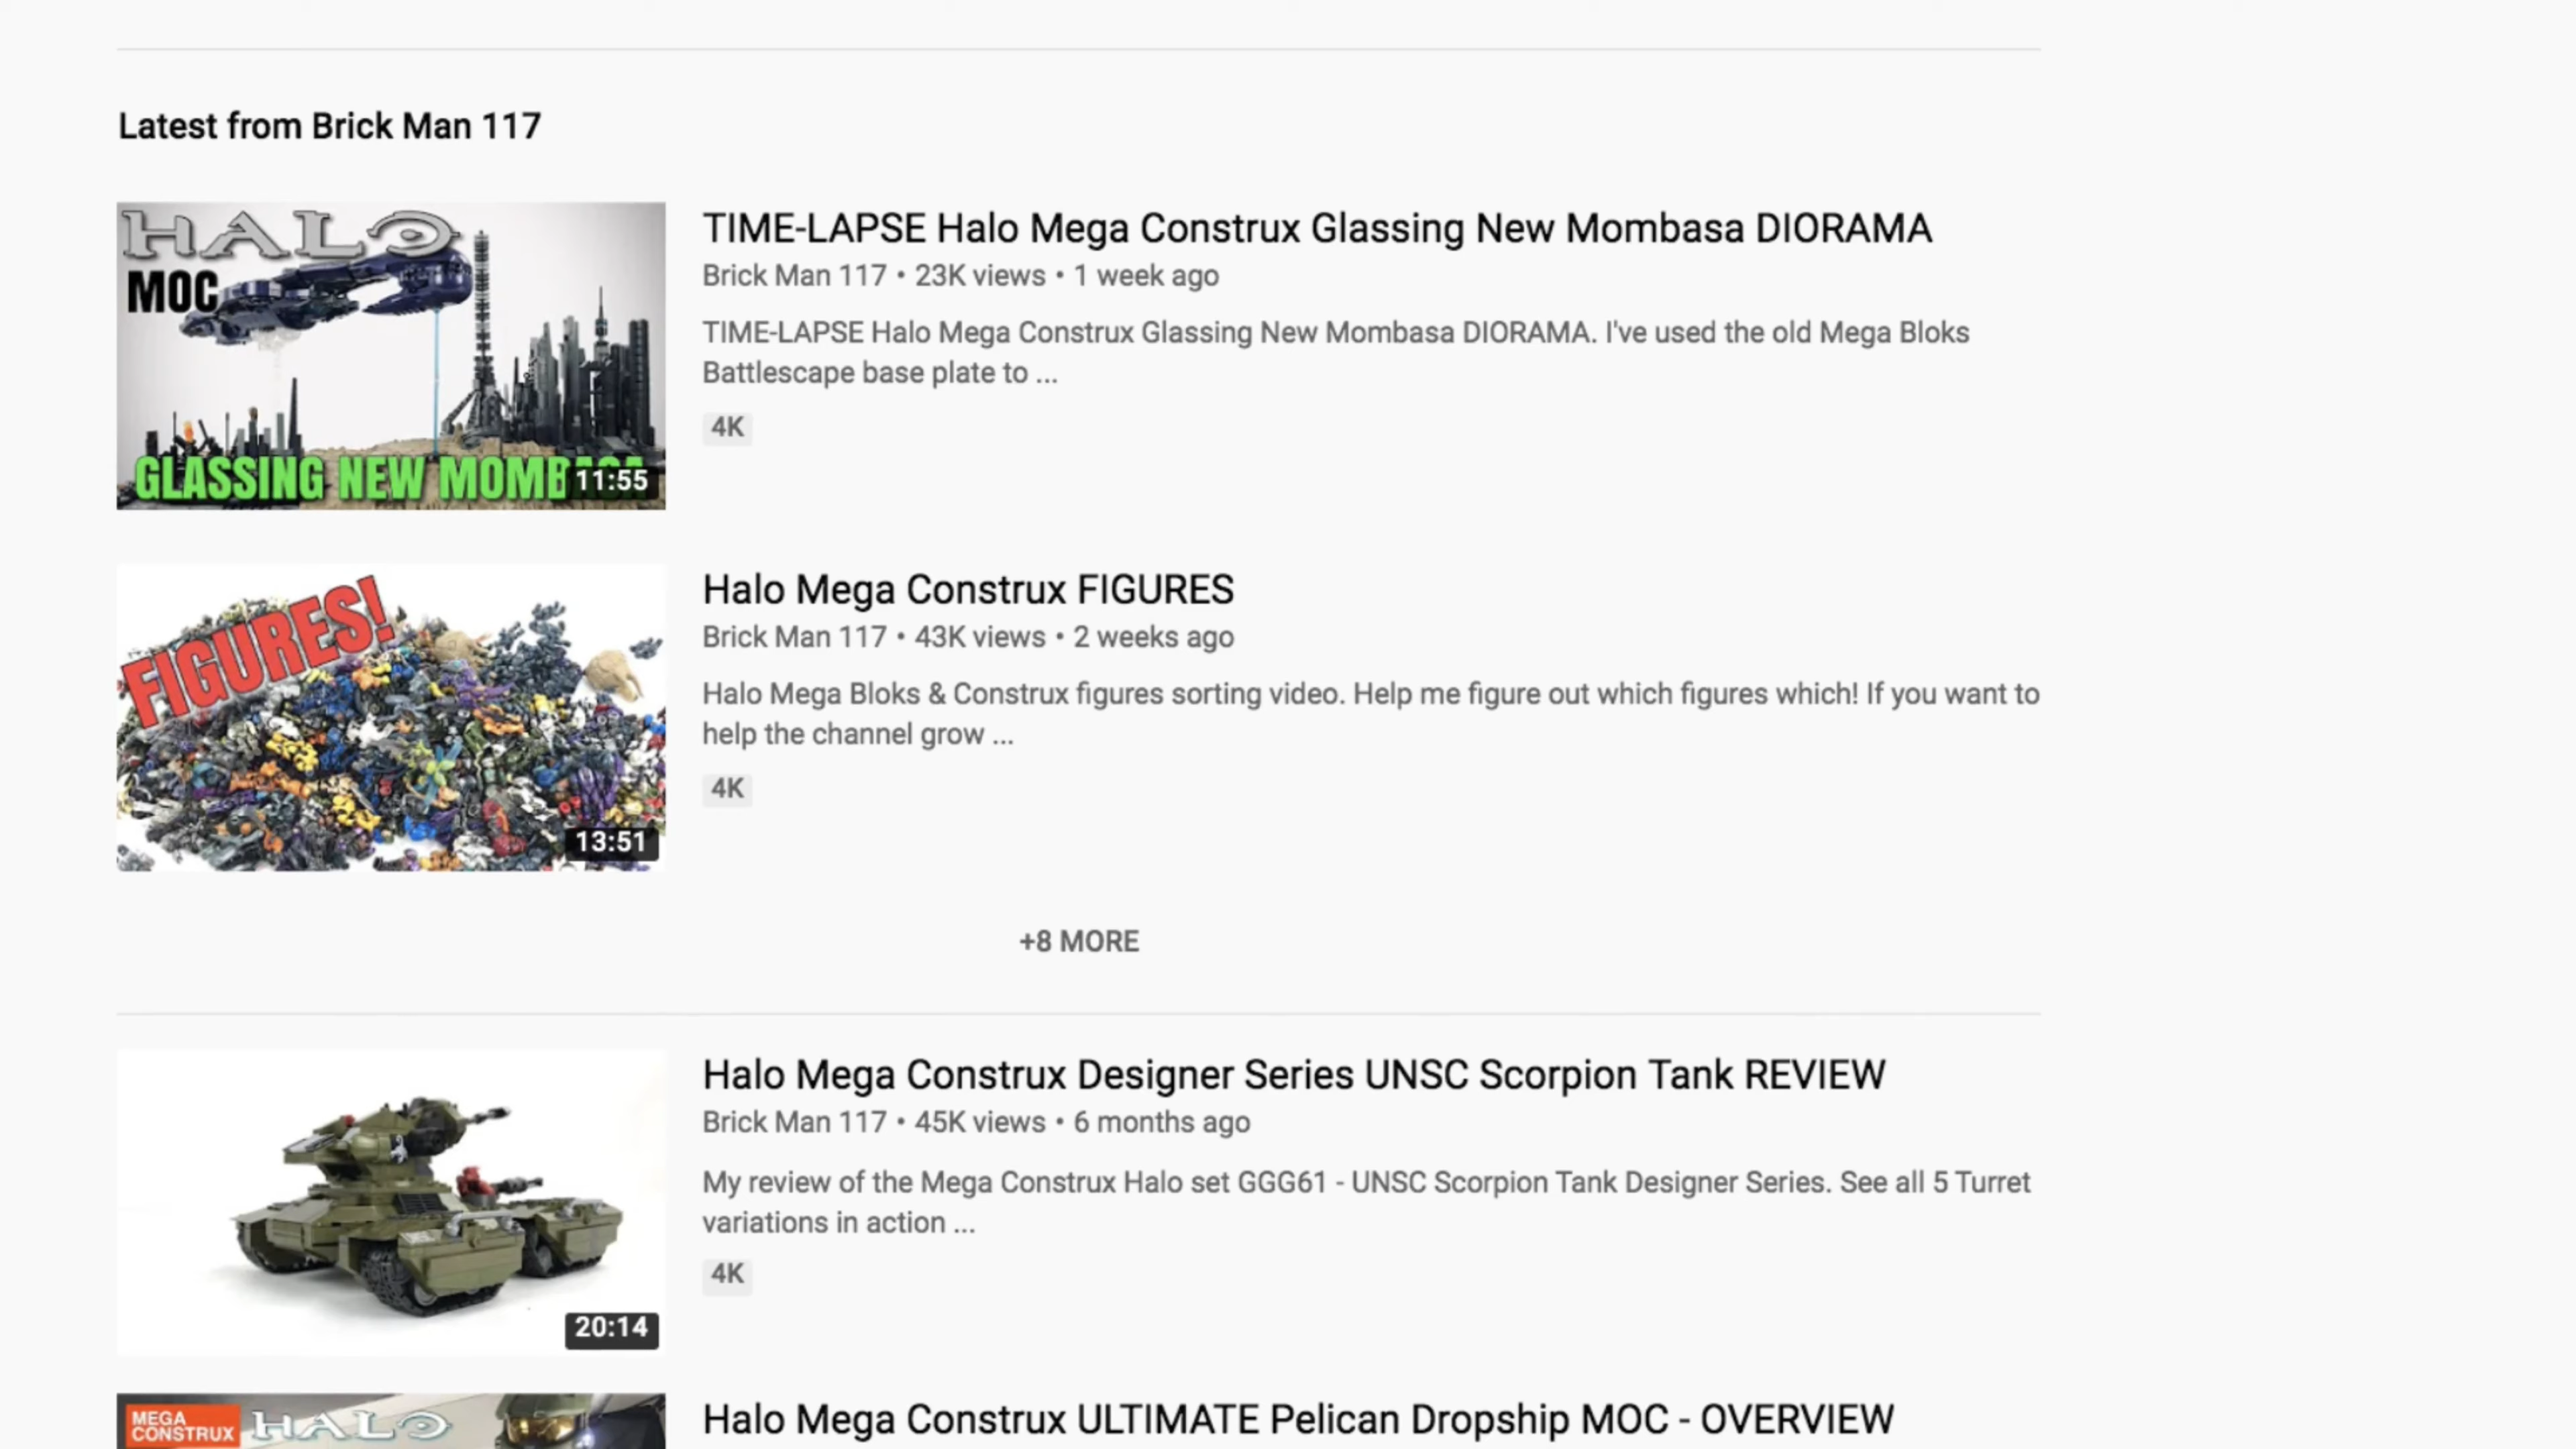 Latest from Brick Man 117
HALO
MOC
GLASSING NEW MOMBASA
11:55
TIME-LAPSE Halo Mega Construx Glassing New Mombasa DIORAMA
Brick Man 117 • 23K views • 1 week ago
TIME-LAPSE Halo Mega Construx Glassing New Mombasa DIORAMA. I've used the old Mega Bloks
Battlescape base plate to ...
4K
FIGURES!
13:51
Halo Mega Construx FIGURES
Brick Man 117 • 43K views • 2 weeks ago
Halo Mega Bloks & Construx figures sorting video. Help me figure out which figures which! If you want to
help the channel grow ...
4K
+8 MORE
20:14
Halo Mega Construx Designer Series UNSC Scorpion Tank REVIEW
Brick Man 117 • 45K views • 6 months ago
My review of the Mega Construx Halo set GGG61 - UNSC Scorpion Tank Designer Series. See all 5 Turret
variations in action ...
4K
MEGA
CONSTRUX
HALO
Halo Mega Construx ULTIMATE Pelican Dropship MOC - OVERVIEW